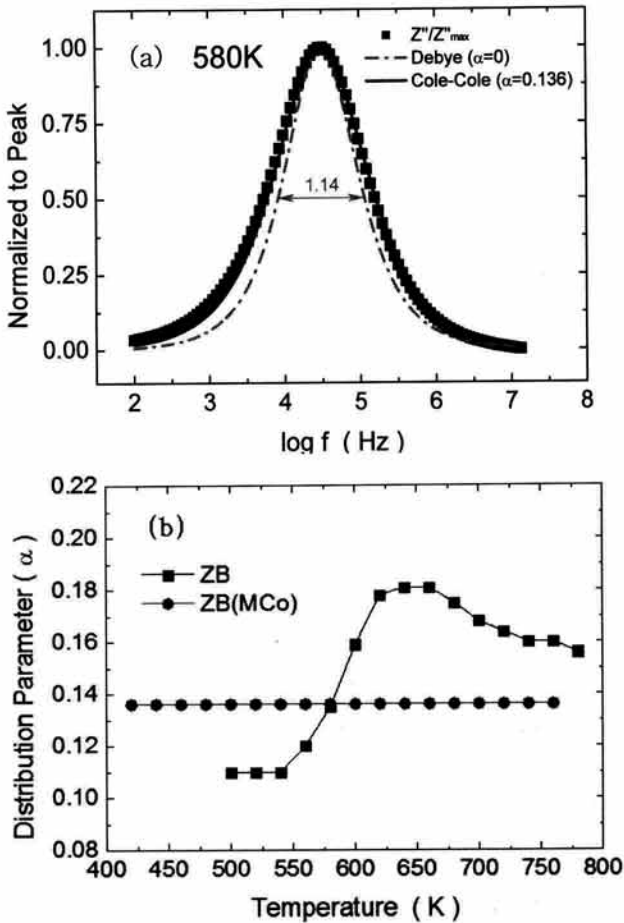 (a) 580K
Z"/Z"max
Debye (α=0)
Cole-Cole (α=0.136)
1.14
Normalized to Peak
1.00
0.75
0.50
0.25
0.00
2 3 4 5 6 7 8
log f ( Hz )
(b)
ZB
ZB(MCo)
Distribution Parameter ( α )
0.22
0.20
0.18
0.16
0.14
0.12
0.10
0.08
400 450 500 550 600 650 700 750 800
Temperature ( K )